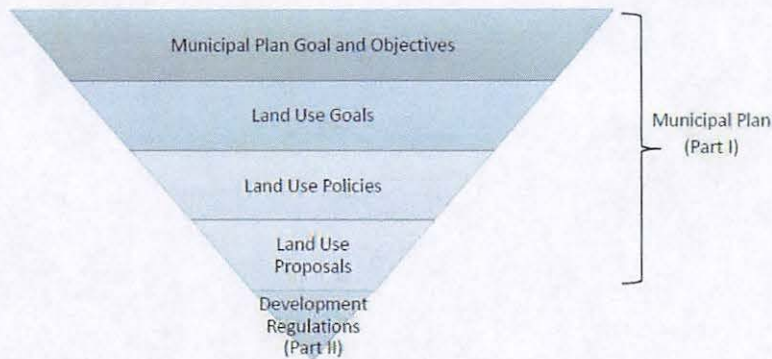 Municipal Plan Goal and Objectives
Land Use Goals
Land Use Policies
Land Use
Proposals
Development
Regulations
(Part II)
Municipal Plan
(Part I)